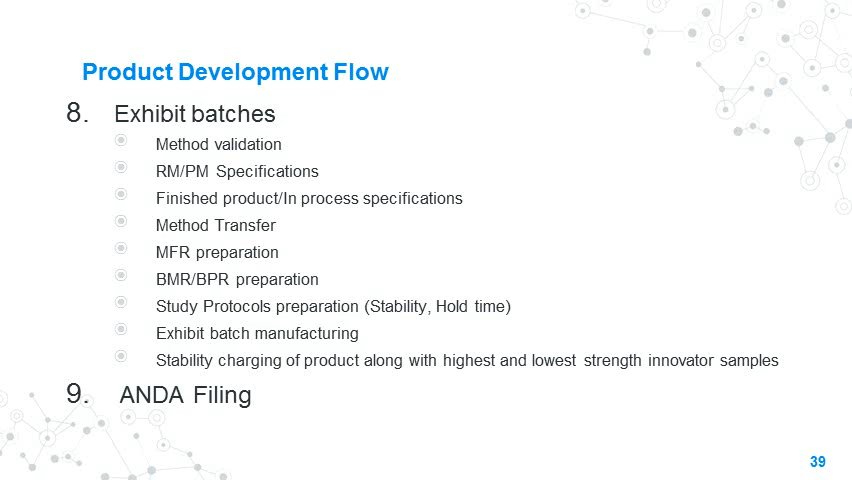 Product Development Flow
8. Exhibit batches
Method validation
RM/PM Specifications
Finished product/In process specifications
Method Transfer
MFR preparation
BMR/BPR preparation
Study Protocols preparation (Stability, Hold time)
Exhibit batch manufacturing
Stability charging of product along with highest and lowest strength innovator samples
9. ANDA Filing
39